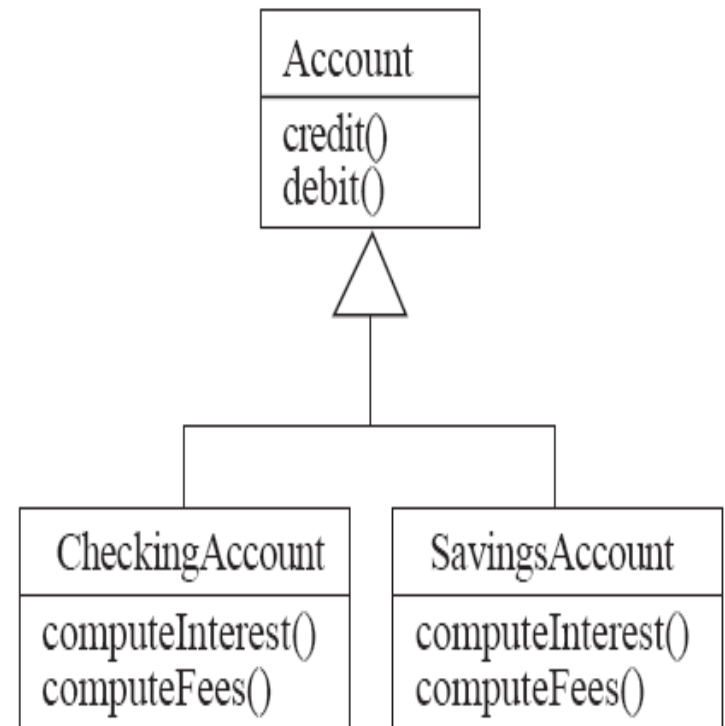 Account
credit()
debit()
CheckingAccount
computeInterest()
computeFees()
SavingsAccount
computeInterest()
computeFees()